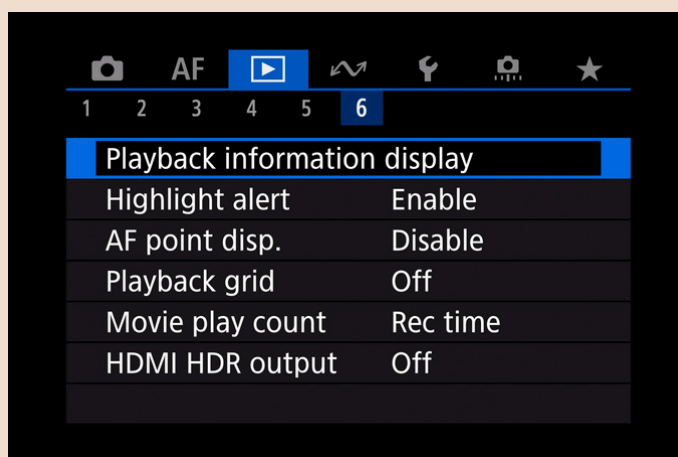 AF
1 2 3 4 5 6
Playback information display
Highlight alert Enable
AF point disp. Disable
Playback grid Off
Movie play count Rec time
HDMI HDR output Off